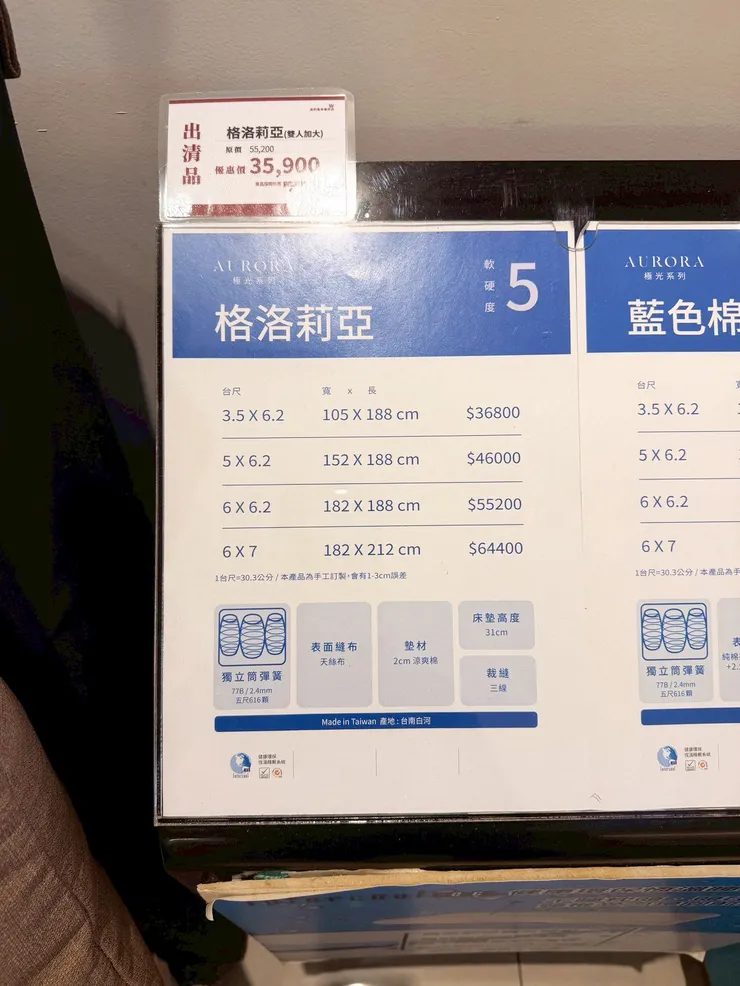 出清品
格洛莉亞(雙人加大)
原價 55,200
優惠價 35,900
AURORA
極光系列
格洛莉亞
軟硬度 5
台尺 寬 x 長
3.5 X 6.2 105 X 188 cm $36800
5 X 6.2 152 X 188 cm $46000
6 X 6.2 182 X 188 cm $55200
6 X 7 182 X 212 cm $64400
1台尺=30.3公分 / 本產品為手工訂製，會有1-3cm誤差
獨立筒彈簧
77B / 2.4mm
五尺616顆
表面縫布
天絲布
墊材
2cm 涼爽棉
床墊高度
31cm
裁縫
三線
Made in Taiwan 產地：台南白河
AURORA
極光系列
藍色棉
台尺
3.5 X 6.2
5 X 6.2
6 X 6.2
6 X 7
1台尺=30.3公分 / 本產品為手
獨立筒彈簧
77B / 2.4mm
五尺616顆
純棉